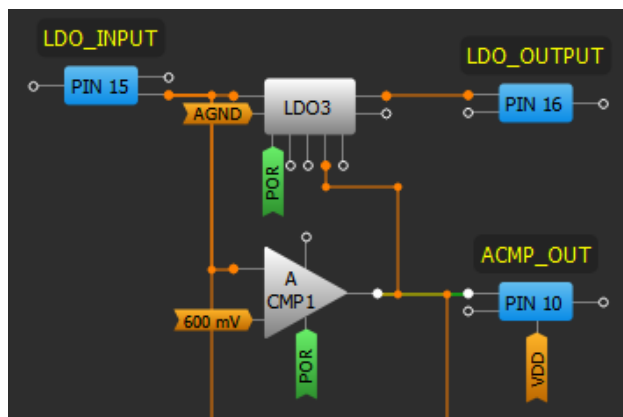 LDO_INPUT
LDO_OUTPUT
PIN 15
LDO3
PIN 16
AGND
POR
ACMP_OUT
A
CMP1
PIN 10
600 mV
POR
VDD